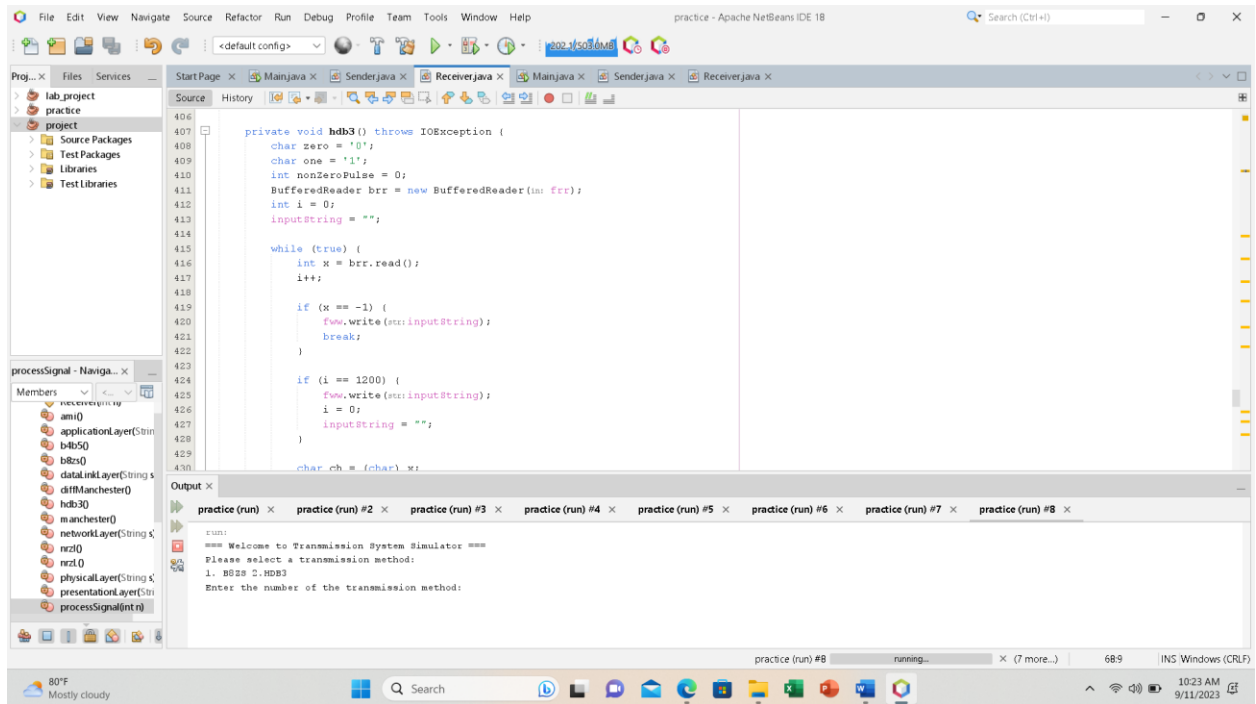 File Edit View Navigate Source Refactor Run Debug Profile Team Tools Window Help practice - Apache NetBeans IDE 18 Search (Ctrl+I)
<default config> 202.1/503.0MB
Proj... × Files Services Start Page × Main.java × Sender.java × Receiver.java × Main.java × Sender.java × Receiver.java ×
lab_project
practice
project
Source Packages
Test Packages
Libraries
Test Libraries
Source History
406
407 private void hdb3() throws IOException {
408 char zero = '0';
409 char one = '1';
410 int nonZeroPulse = 0;
411 BufferedReader brr = new BufferedReader(in: frr);
412 int i = 0;
413 inputString = "";
414
415 while (true) {
416 int x = brr.read();
417 i++;
418
419 if (x == -1) {
420 fww.write(str: inputString);
421 break;
422 }
423
424 if (i == 1200) {
425 fww.write(str: inputString);
426 i = 0;
427 inputString = "";
428 }
429
430 char ch = (char) x;
processSignal - Naviga... ×
Members
Receiver(int n)
ami()
applicationLayer(Strin
b4b5()
b8zs()
dataLinkLayer(String s
diffManchester()
hdb3()
manchester()
networkLayer(String s)
nrzI()
nrzL()
physicalLayer(String s)
presentationLayer(Stri
processSignal(int n)
Output ×
practice (run) × practice (run) #2 × practice (run) #3 × practice (run) #4 × practice (run) #5 × practice (run) #6 × practice (run) #7 × practice (run) #8 ×
run:
=== Welcome to Transmission System Simulator ===
Please select a transmission method:
1. B8ZS 2.HDB3
Enter the number of the transmission method:
practice (run) #8 running... × (7 more...) 68:9 INS Windows (CRLF)
80°F
Mostly cloudy
Search
10:23 AM
9/11/2023